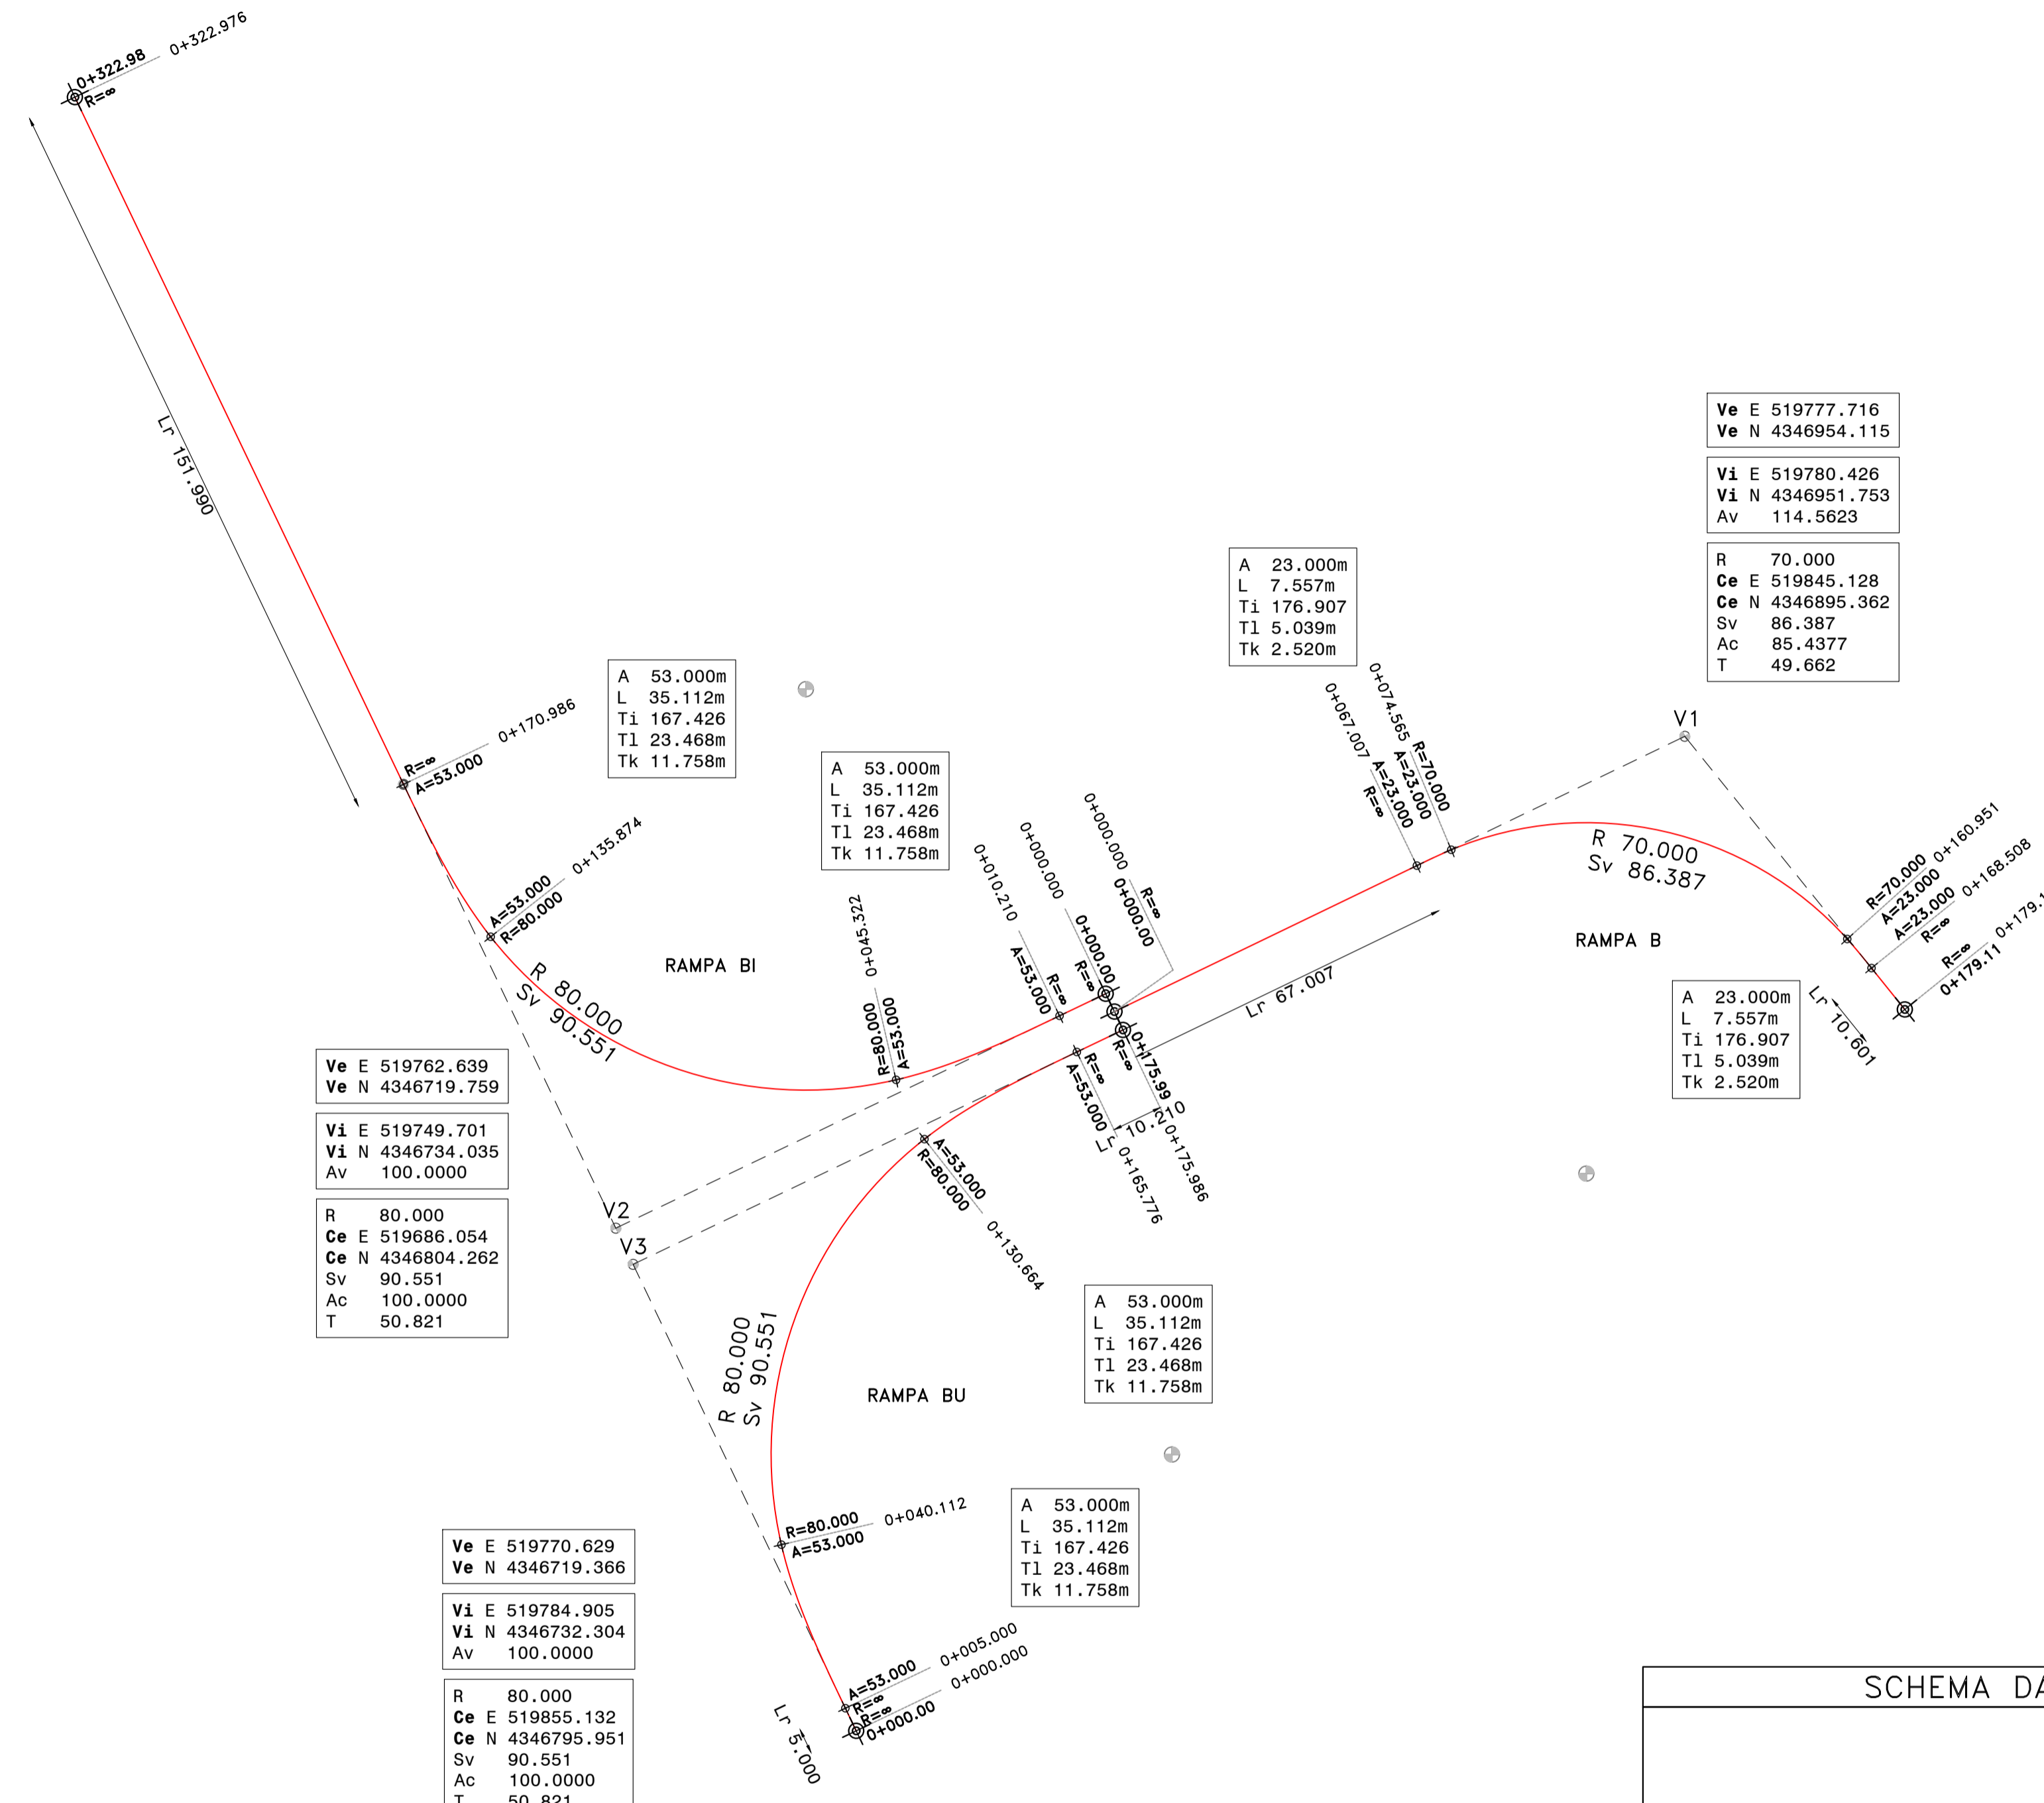 0+322.98
0+322.976
R=∞
Lr 151.990
Ve E 519777.716
Ve N 4346954.115
Vi E 519780.426
Vi N 4346951.753
Av 114.5623
R 70.000
Ce E 519845.128
Ce N 4346895.362
Sv 86.387
Ac 85.4377
T 49.662
A 23.000m
L 7.557m
Ti 176.907
Tl 5.039m
Tk 2.520m
A 53.000m
L 35.112m
Ti 167.426
Tl 23.468m
Tk 11.758m
0+170.986
R=∞
A=53.000
A 53.000m
L 35.112m
Ti 167.426
Tl 23.468m
Tk 11.758m
0+067.007
A=23.000
R=∞
0+074.565
R=70.000
A=23.000
V1
R 70.000
Sv 86.387
RAMPA B
R=70.000
0+160.951
A=23.000
A=23.000
0+168.508
R=∞
R=∞
0+179.1
0+179.11
Lr 10.601
A 23.000m
L 7.557m
Ti 176.907
Tl 5.039m
Tk 2.520m
A=53.000
0+135.874
R=80.000
R 80.000
Sv 90.551
RAMPA BI
0+045.322
R=80.000
A=53.000
0+010.210
R=∞
A=53.000
0+000.000
0+000.00
R=∞
0+000.000
R=∞
0+000.00
Lr 67.007
0+175.99
R=∞
0+175.986
R=∞
A=53.000
0+165.776
Lr 10.210
Ve E 519762.639
Ve N 4346719.759
Vi E 519749.701
Vi N 4346734.035
Av 100.0000
R 80.000
Ce E 519686.054
Ce N 4346804.262
Sv 90.551
Ac 100.0000
T 50.821
V2
V3
A=53.000
R=80.000
0+130.664
R 80.000
Sv 90.551
RAMPA BU
A 53.000m
L 35.112m
Ti 167.426
Tl 23.468m
Tk 11.758m
A 53.000m
L 35.112m
Ti 167.426
Tl 23.468m
Tk 11.758m
R=80.000
0+040.112
A=53.000
Ve E 519770.629
Ve N 4346719.366
Vi E 519784.905
Vi N 4346732.304
Av 100.0000
R 80.000
Ce E 519855.132
Ce N 4346795.951
Sv 90.551
Ac 100.0000
T 50.821
A=53.000
0+005.000
R=∞
R=∞
0+000.000
0+000.00
Lr 5.000
SCHEMA DA